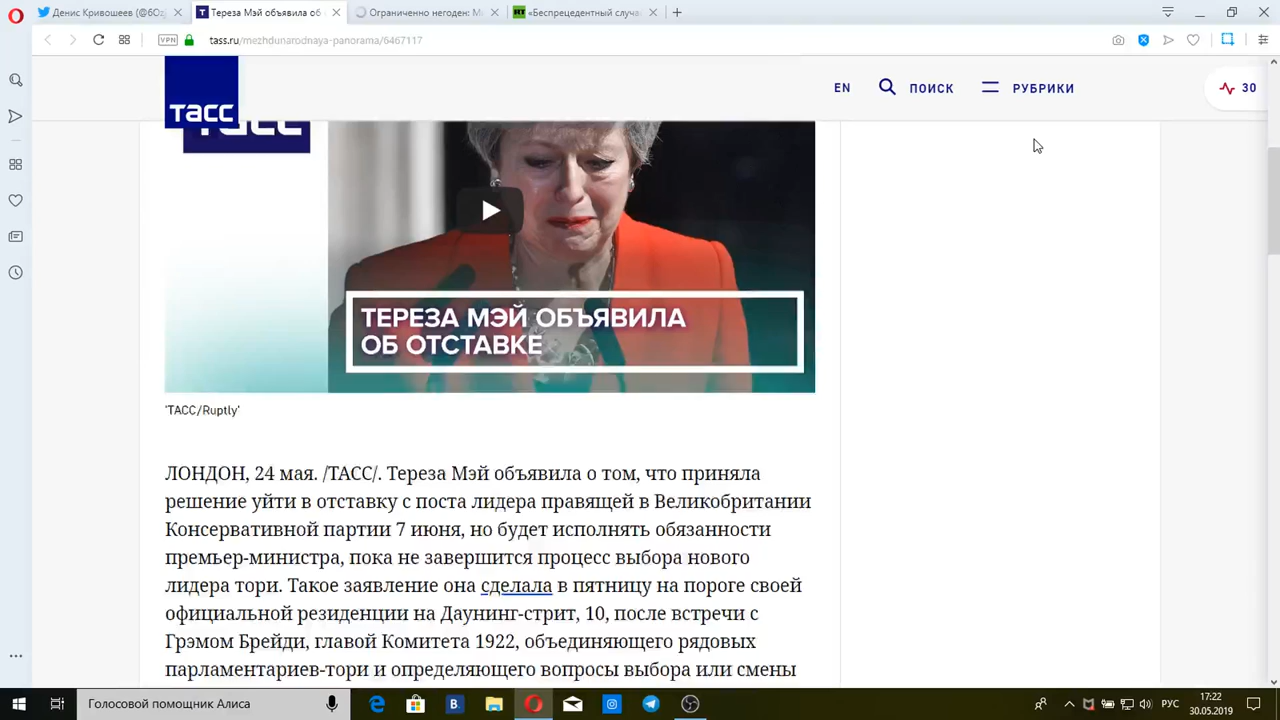 Денис Кривошеев (@6Ozj
Тереза Мэй объявила об
Ограниченно негоден: М
«Беспрецедентный случа
VPN
tass.ru/mezhdunarodnaya-panorama/6467117
ТАСС
EN
ПОИСК
РУБРИКИ
30
ТАСС
ТЕРЕЗА МЭЙ ОБЪЯВИЛА
ОБ ОТСТАВКЕ
'ТАСС/Ruptly'
ЛОНДОН, 24 мая. /ТАСС/. Тереза Мэй объявила о том, что приняла
решение уйти в отставку с поста лидера правящей в Великобритании
Консервативной партии 7 июня, но будет исполнять обязанности
премьер-министра, пока не завершится процесс выбора нового
лидера тори. Такое заявление она сделала в пятницу на пороге своей
официальной резиденции на Даунинг-стрит, 10, после встречи с
Грэмом Брейди, главой Комитета 1922, объединяющего рядовых
парламентариев-тори и определяющего вопросы выбора или смены
Голосовой помощник Алиса
РУС
17:22
30.05.2019